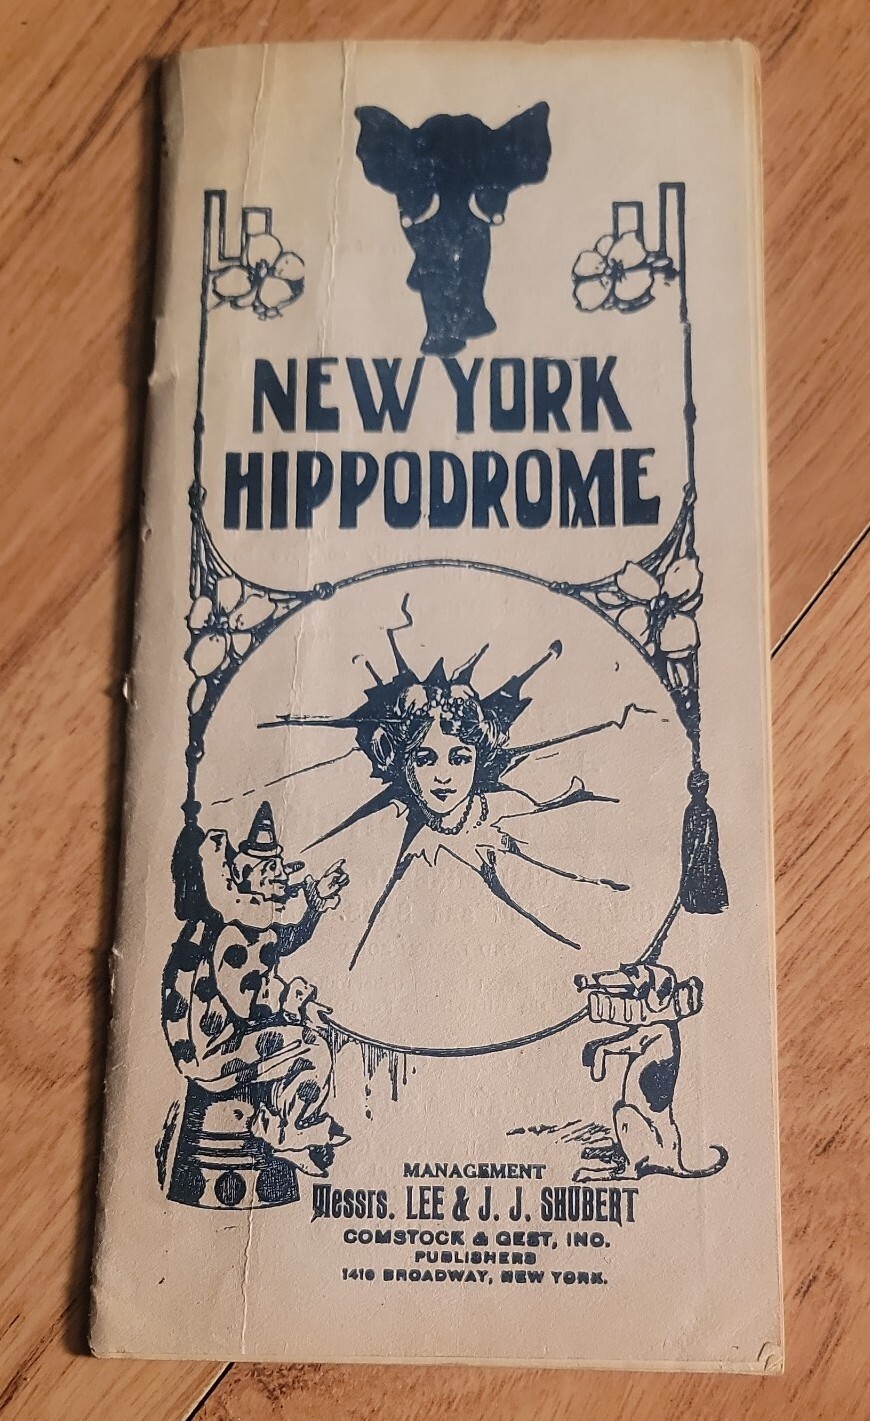 NEW YORK
HIPPODROME
MANAGEMENT
Messrs. LEE & J. J. SHUBERT
COMSTOCK & GEST, INC.
PUBLISHERS
1416 BROADWAY, NEW YORK.